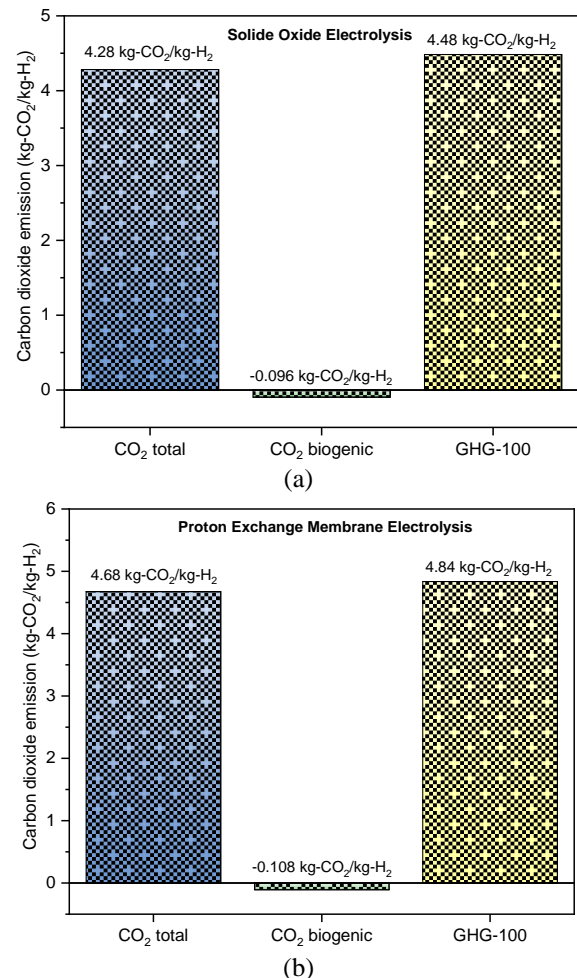 Solide Oxide Electrolysis
4.28 kg-CO₂/kg-H₂
4.48 kg-CO₂/kg-H₂
-0.096 kg-CO₂/kg-H₂
Carbon dioxide emission (kg-CO₂/kg-H₂)
5
4
3
2
1
0
CO₂ total
CO₂ biogenic
GHG-100
(a)
Proton Exchange Membrane Electrolysis
4.68 kg-CO₂/kg-H₂
4.84 kg-CO₂/kg-H₂
-0.108 kg-CO₂/kg-H₂
Carbon dioxide emission (kg-CO₂/kg-H₂)
6
5
4
3
2
1
0
CO₂ total
CO₂ biogenic
GHG-100
(b)